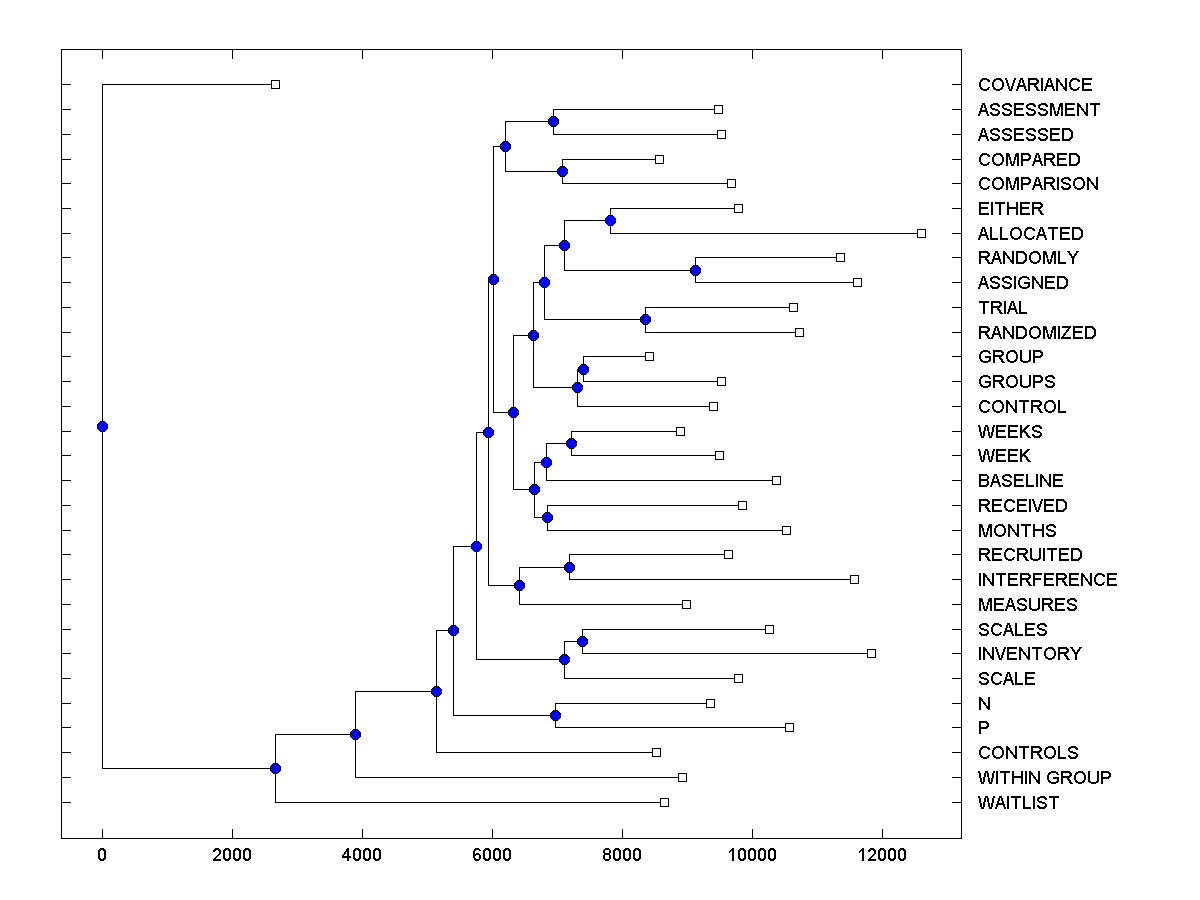 COVARIANCE
ASSESSMENT
ASSESSED
COMPARED
COMPARISON
EITHER
ALLOCATED
RANDOMLY
ASSIGNED
TRIAL
RANDOMIZED
GROUP
GROUPS
CONTROL
WEEKS
WEEK
BASELINE
RECEIVED
MONTHS
RECRUITED
INTERFERENCE
MEASURES
SCALES
INVENTORY
SCALE
N
P
CONTROLS
WITHIN GROUP
WAITLIST
0 2000 4000 6000 8000 10000 12000